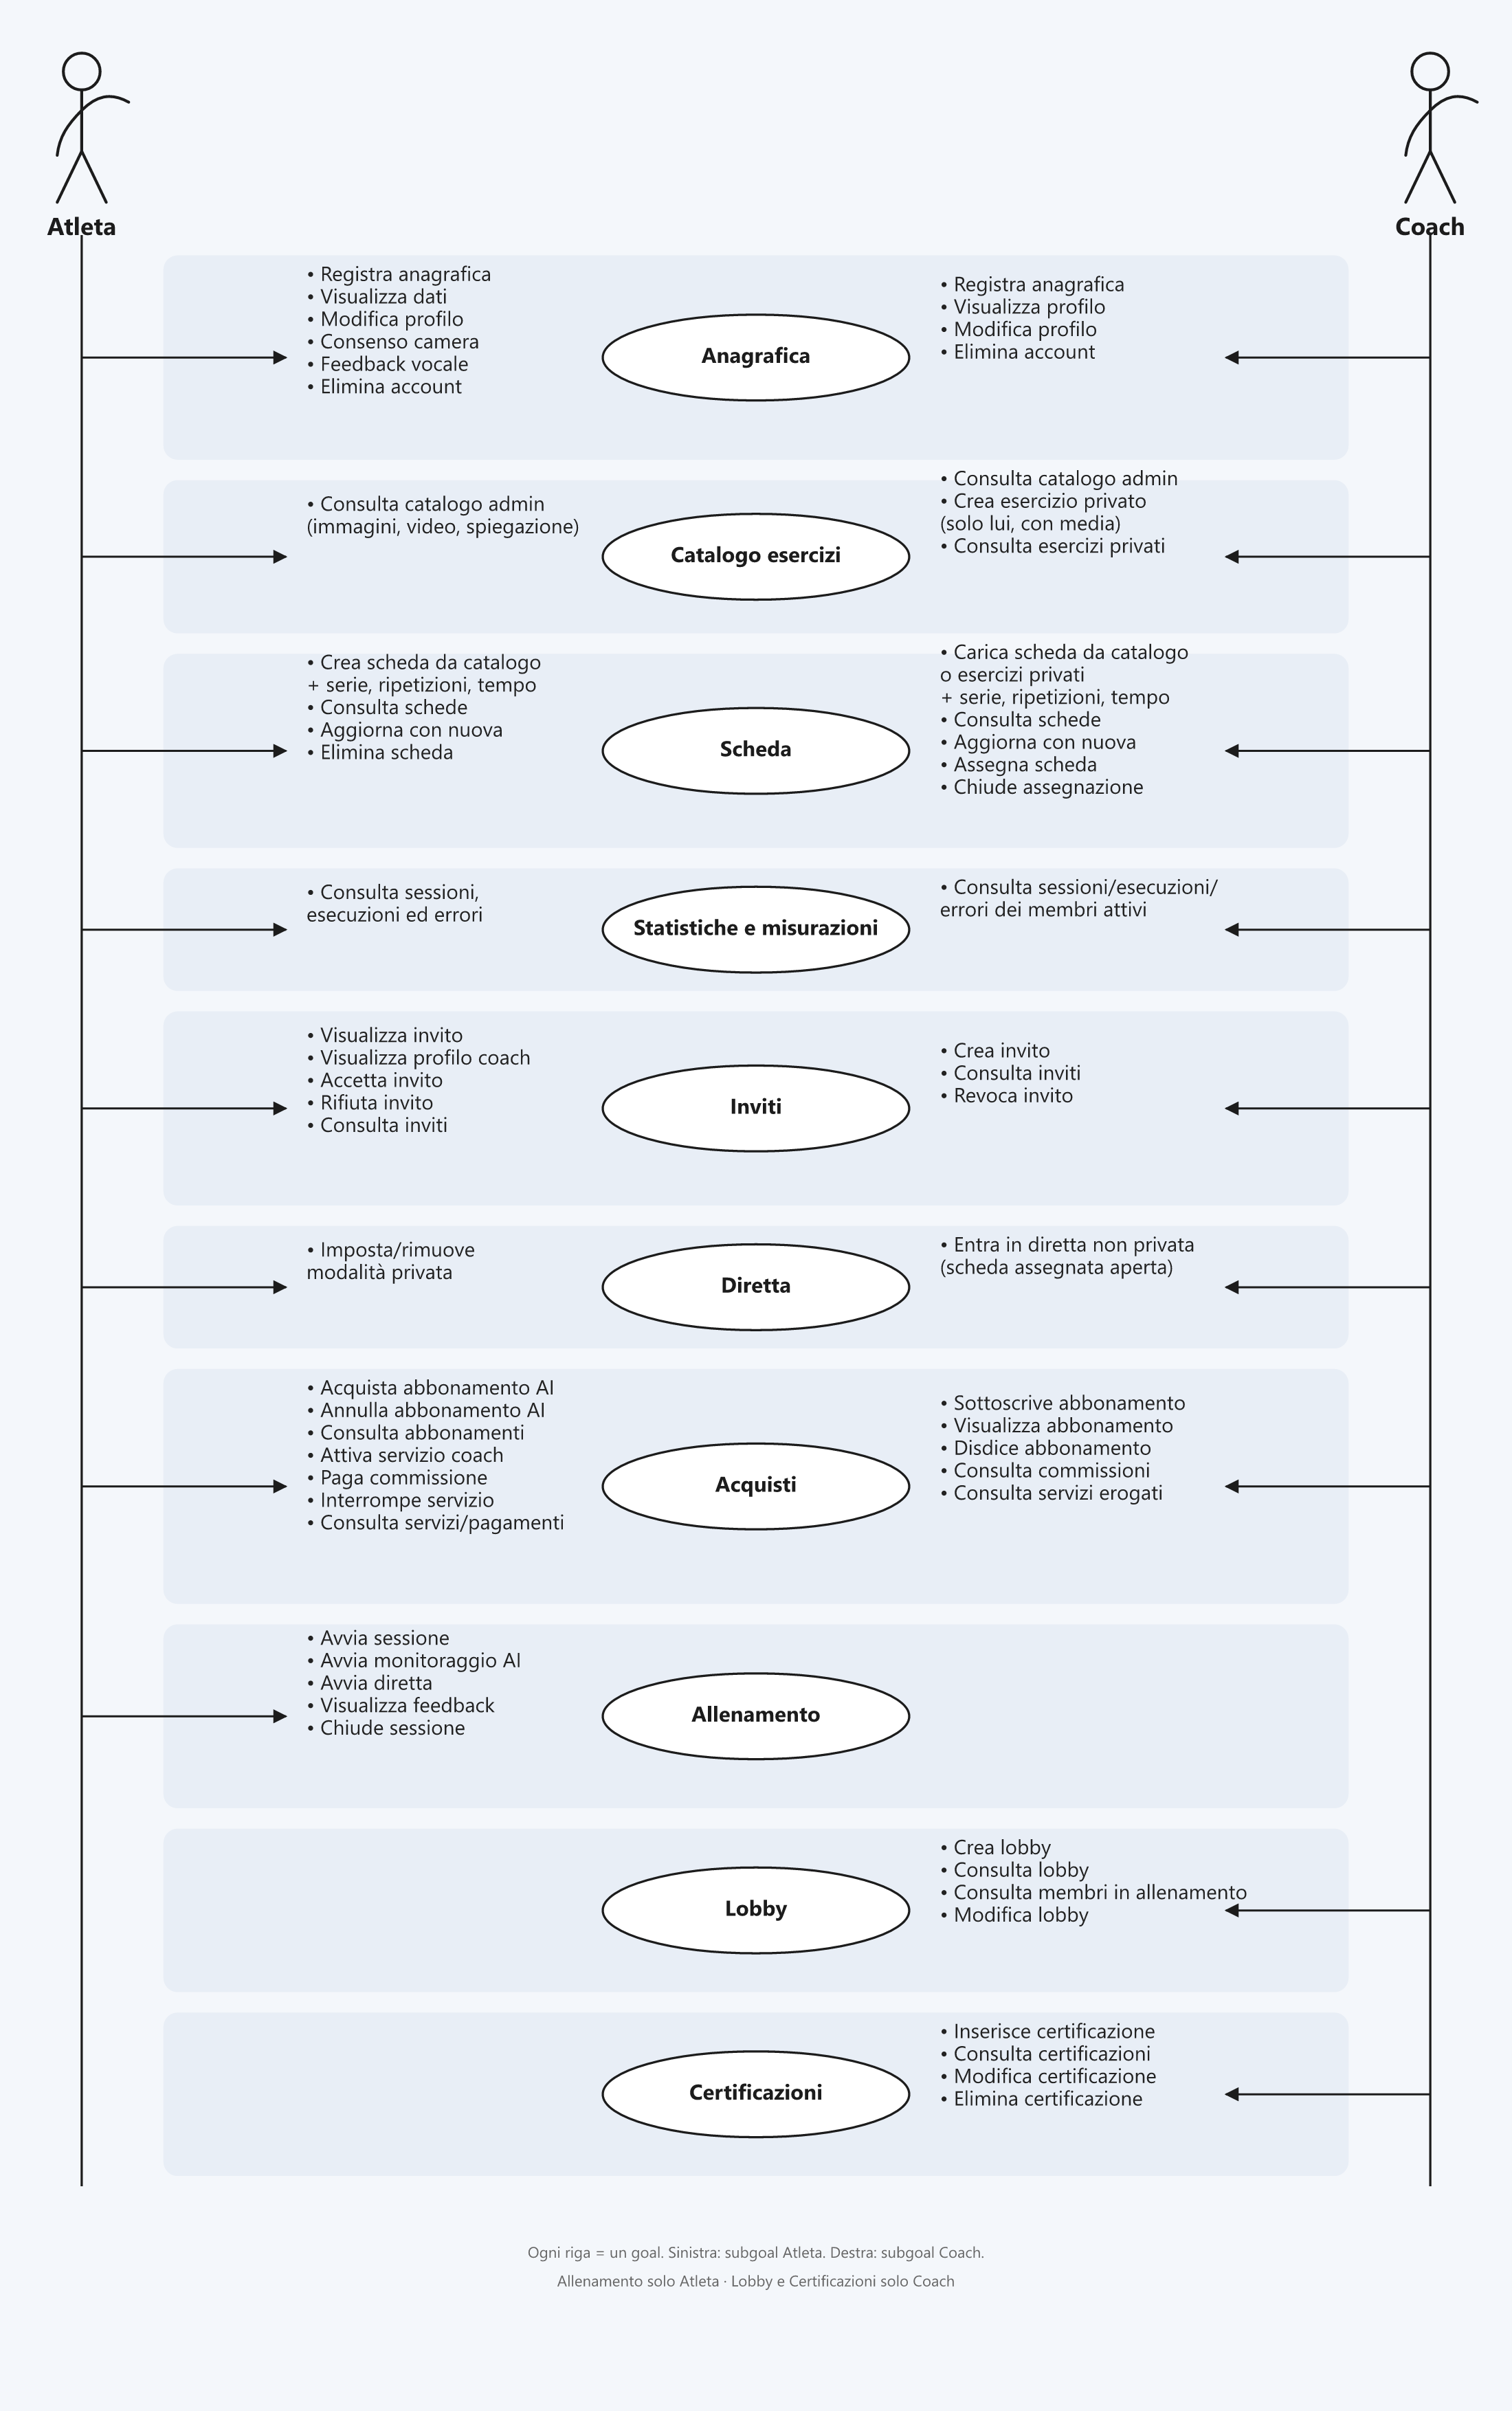 Atleta
Coach
• Registra anagrafica
• Visualizza dati
• Modifica profilo
• Consenso camera
• Feedback vocale
• Elimina account
Anagrafica
• Registra anagrafica
• Visualizza profilo
• Modifica profilo
• Elimina account
• Consulta catalogo admin
(immagini, video, spiegazione)
Catalogo esercizi
• Consulta catalogo admin
• Crea esercizio privato
(solo lui, con media)
• Consulta esercizi privati
• Crea scheda da catalogo
+ serie, ripetizioni, tempo
• Consulta schede
• Aggiorna con nuova
• Elimina scheda
Scheda
• Carica scheda da catalogo
o esercizi privati
+ serie, ripetizioni, tempo
• Consulta schede
• Aggiorna con nuova
• Assegna scheda
• Chiude assegnazione
• Consulta sessioni,
esecuzioni ed errori
Statistiche e misurazioni
• Consulta sessioni/esecuzioni/
errori dei membri attivi
• Visualizza invito
• Visualizza profilo coach
• Accetta invito
• Rifiuta invito
• Consulta inviti
Inviti
• Crea invito
• Consulta inviti
• Revoca invito
• Imposta/rimuove
modalità privata
Diretta
• Entra in diretta non privata
(scheda assegnata aperta)
• Acquista abbonamento AI
• Annulla abbonamento AI
• Consulta abbonamenti
• Attiva servizio coach
• Paga commissione
• Interrompe servizio
• Consulta servizi/pagamenti
Acquisti
• Sottoscrive abbonamento
• Visualizza abbonamento
• Disdice abbonamento
• Consulta commissioni
• Consulta servizi erogati
• Avvia sessione
• Avvia monitoraggio AI
• Avvia diretta
• Visualizza feedback
• Chiude sessione
Allenamento
Lobby
• Crea lobby
• Consulta lobby
• Consulta membri in allenamento
• Modifica lobby
Certificazioni
• Inserisce certificazione
• Consulta certificazioni
• Modifica certificazione
• Elimina certificazione
Ogni riga = un goal. Sinistra: subgoal Atleta. Destra: subgoal Coach.
Allenamento solo Atleta · Lobby e Certificazioni solo Coach